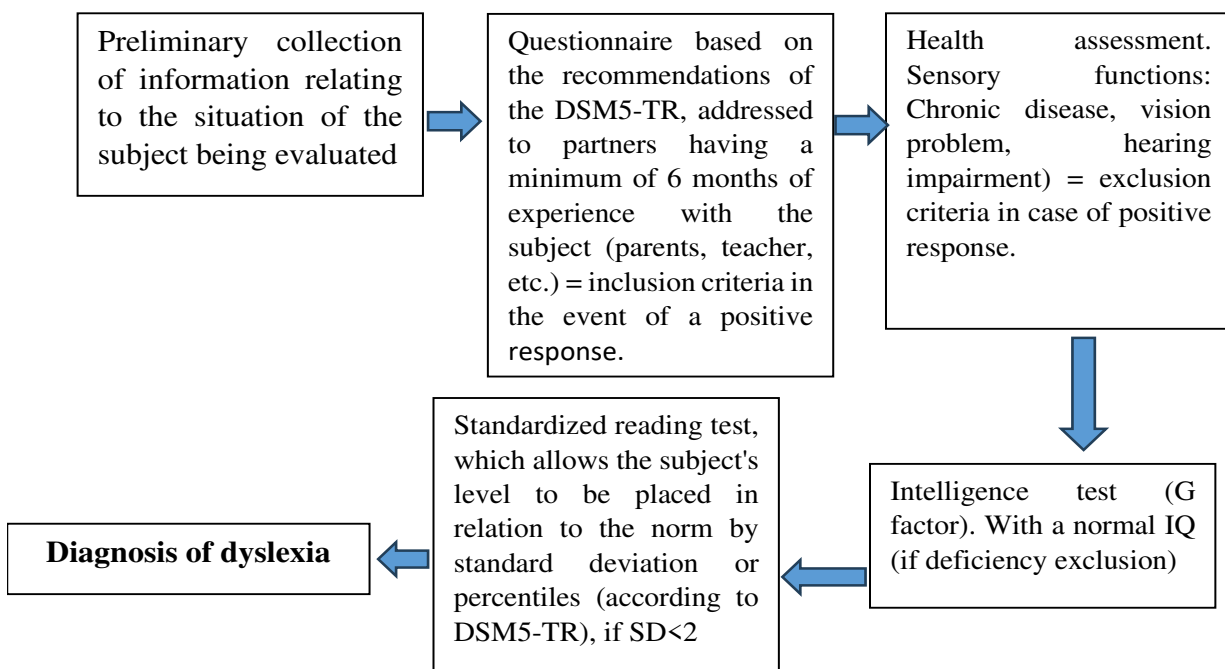 Preliminary collection
of information relating
to the situation of the
subject being evaluated
Questionnaire based on
the recommendations of
the DSM5-TR, addressed
to partners having a
minimum of 6 months of
experience with the
subject (parents, teacher,
etc.) = inclusion criteria in
the event of a positive
response.
Health assessment.
Sensory functions:
Chronic disease, vision
problem, hearing
impairment) = exclusion
criteria in case of positive
response.
Intelligence test (G
factor). With a normal IQ
(if deficiency exclusion)
Standardized reading test,
which allows the subject's
level to be placed in
relation to the norm by
standard deviation or
percentiles (according to
DSM5-TR), if SD<2
Diagnosis of dyslexia